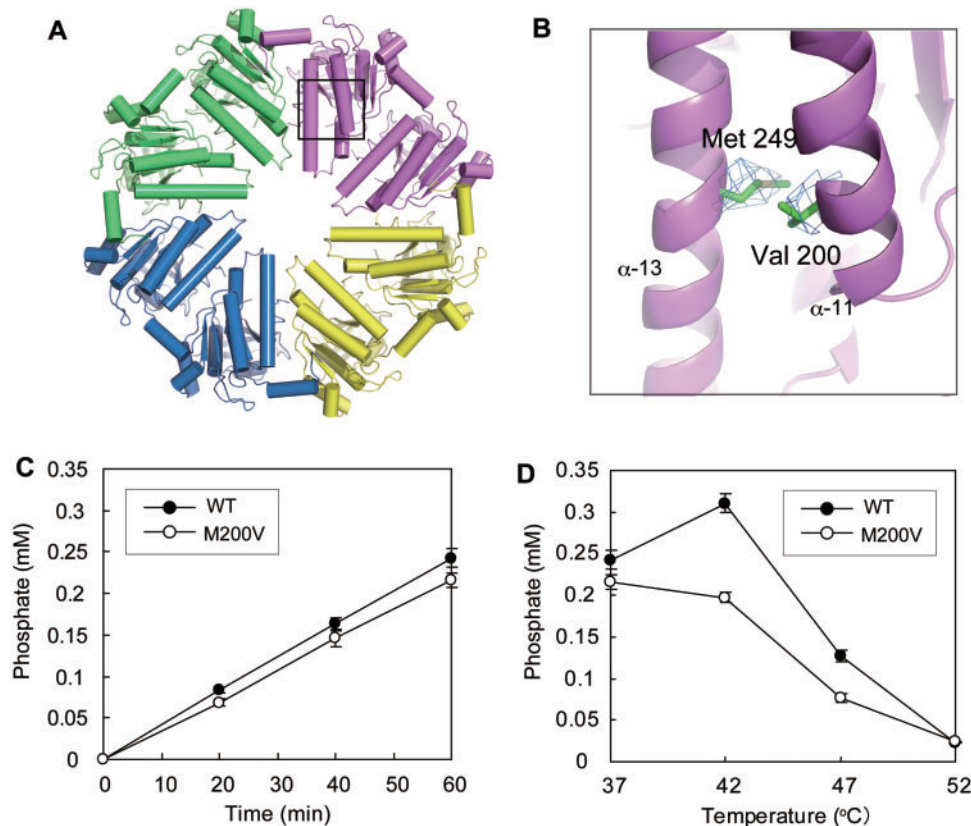 A
B
Met 249
Val 200
α-13
α-11
C
0.35
0.3
0.25
0.2
0.15
0.1
0.05
0
Phosphate (mM)
WT
M200V
0 10 20 30 40 50 60
Time (min)
D
0.35
0.3
0.25
0.2
0.15
0.1
0.05
0
Phosphate (mM)
WT
M200V
37 42 47 52
Temperature (°C)